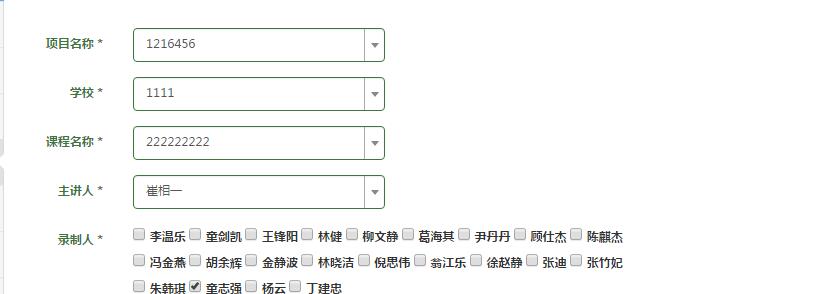 项目名称 * 1216456
学校 * 1111
课程名称 * 222222222
主讲人 * 崔相一
录制人 * 李温乐 童剑凯 王锋阳 林健 柳文静 葛海其 尹丹丹 顾仕杰 陈麒杰
冯金燕 胡余辉 金静波 林晓洁 倪思伟 翁江乐 徐赵静 张迪 张竹妃
朱韩琪 童志强 杨云 丁建忠